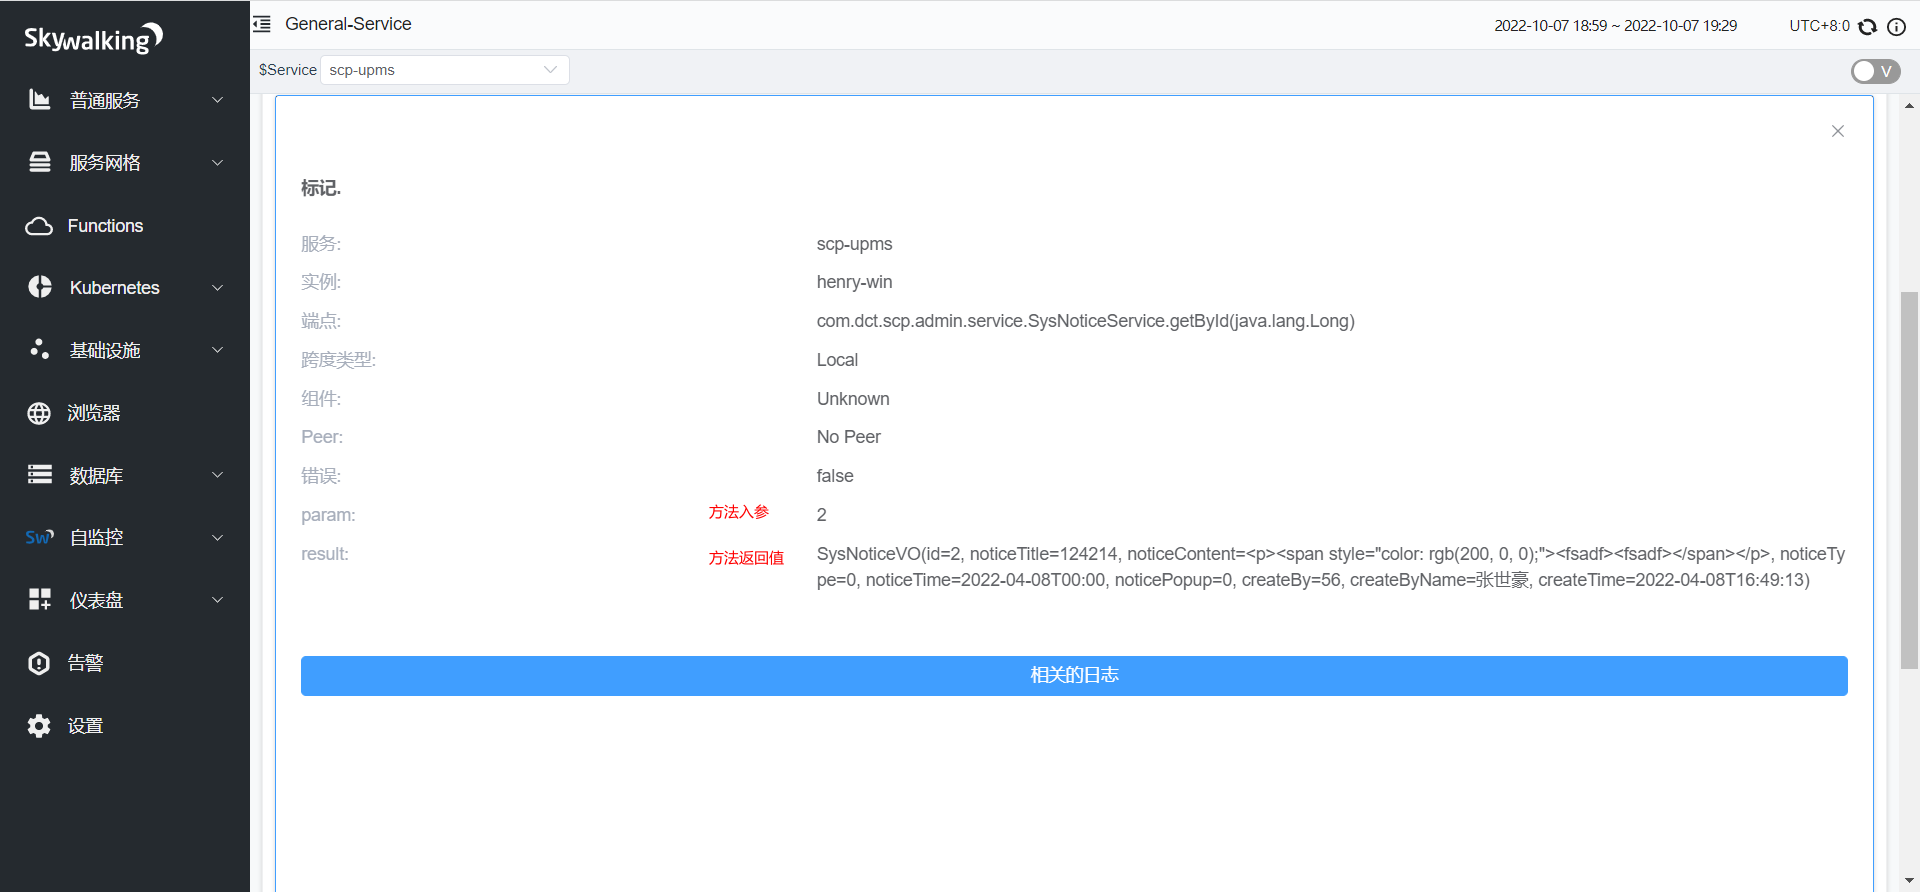 Skywalking
普通服务
服务网格
Functions
Kubernetes
基础设施
浏览器
数据库
Sw 自监控
仪表盘
告警
设置
General-Service
2022-10-07 18:59 ~ 2022-10-07 19:29
UTC+8:0
$Service scp-upms
V
标记.
服务: scp-upms
实例: henry-win
端点: com.dct.scp.admin.service.SysNoticeService.getById(java.lang.Long)
跨度类型: Local
组件: Unknown
Peer: No Peer
错误: false
param: 方法入参 2
result: 方法返回值 SysNoticeVO(id=2, noticeTitle=124214, noticeContent=<p><span style="color: rgb(200, 0, 0);"><fsadf><fsadf></span></p>, noticeTy
pe=0, noticeTime=2022-04-08T00:00, noticePopup=0, createBy=56, createByName=张世豪, createTime=2022-04-08T16:49:13)
相关的日志